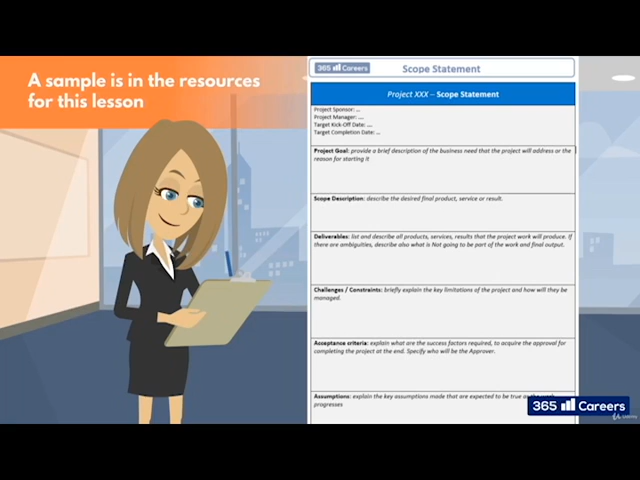 A sample is in the resources
for this lesson
365 Careers
Scope Statement
Project XXX – Scope Statement
Project Sponsor: ...
Project Manager: ....
Target Kick-Off Date: ....
Target Completion Date: ...
Project Goal: provide a brief description of the business need that the project will address or the
reason for starting it
Scope Description: describe the desired final product, service or result.
Deliverables: list and describe all products, services, results that the project work will produce. If
there are ambiguities, describe also what is Not going to be part of the work and final output.
Challenges / Constraints: briefly explain the key limitations of the project and how will they be
managed.
Acceptance criteria: explain what are the success factors required, to acquire the approval for
completing the project at the end. Specify who will be the Approver.
Assumptions: explain the key assumptions made that are expected to be true
progresses
365 Careers